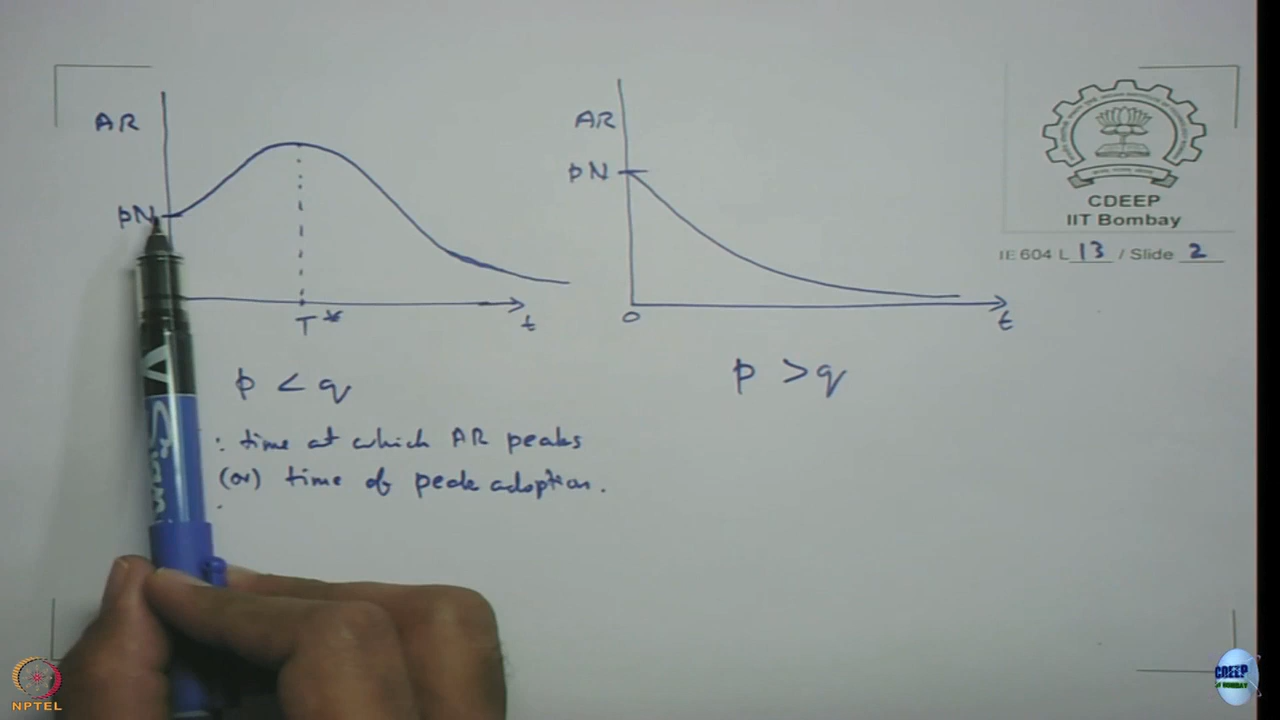 AR
pN
T*
t
p < q
: time at which AR peaks
(or) time of peak adoption.
AR
pN
0
t
p > q
CDEEP
IIT Bombay
IE 604 L 13 / Slide 2
NPTEL
CDEEP